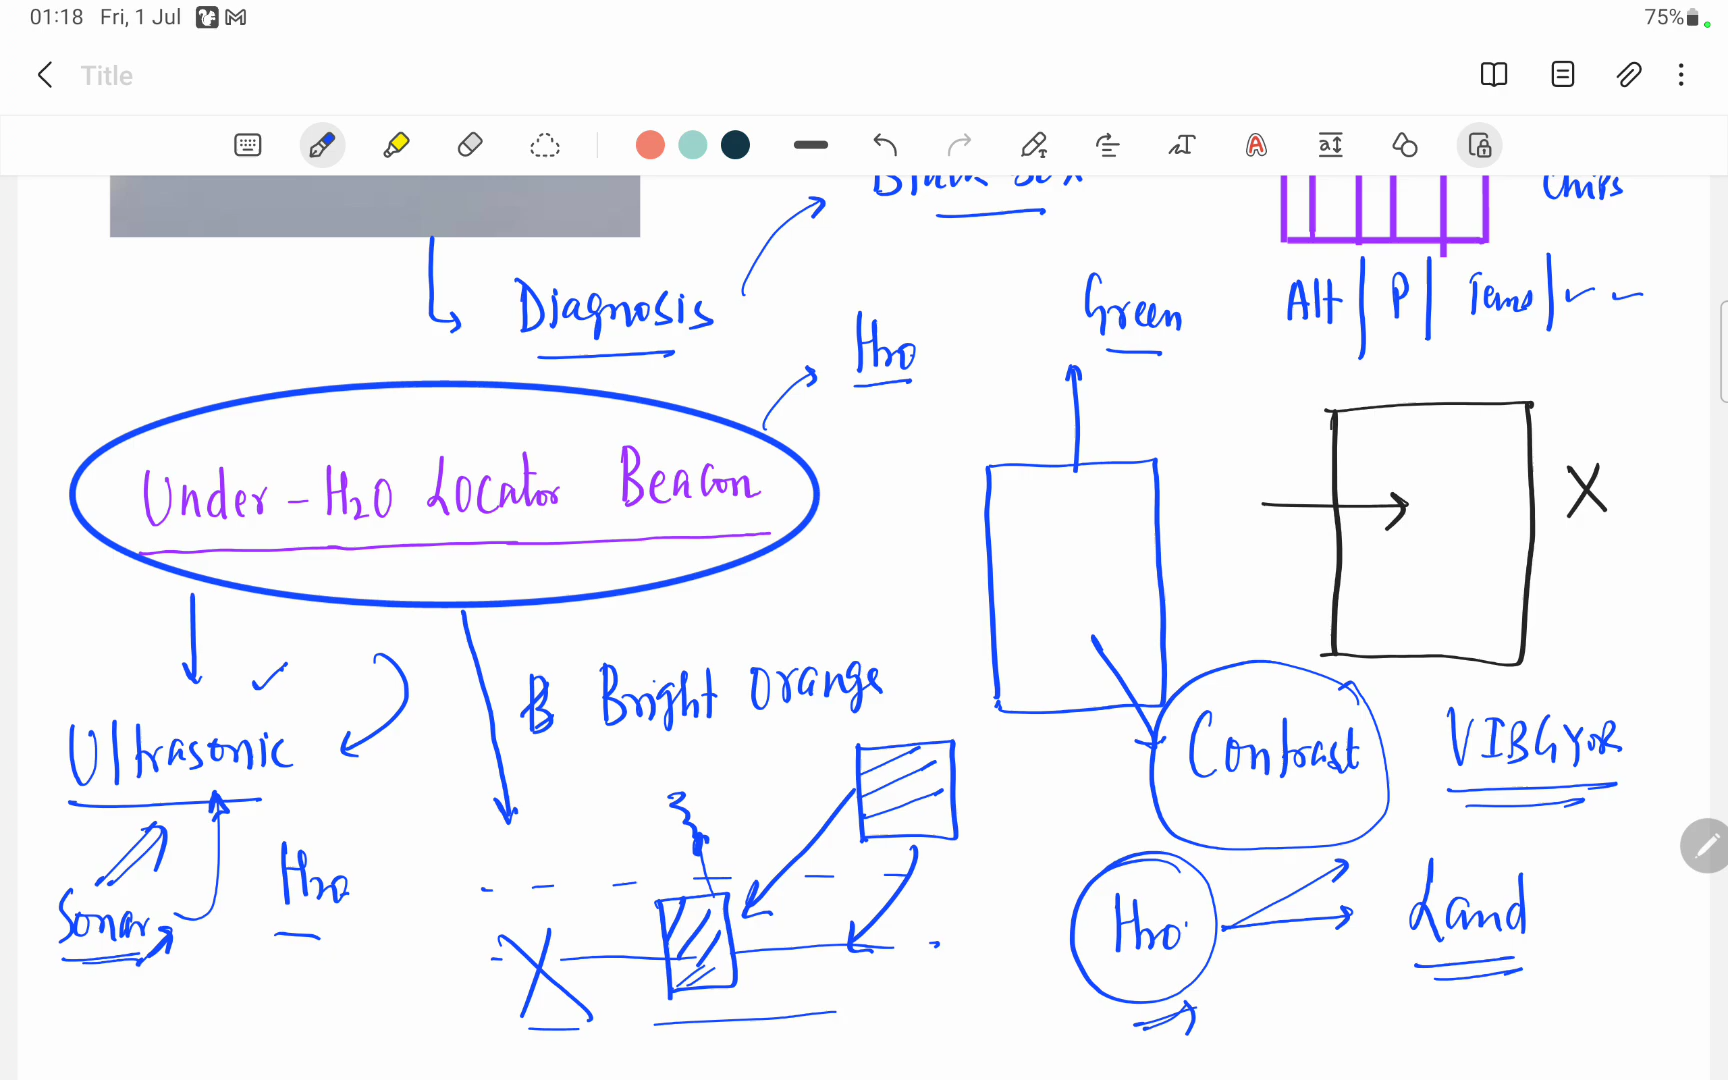 01:18 Fri, 1 Jul
75%
Title
Diagnosis
H2O
Green
Alt | P |
Under-H2O Locator Beacon
X
Ultrasonic
B Bright Orange
Contrast
VIBGYOR
Sonar
H2O
X
H2O
Land